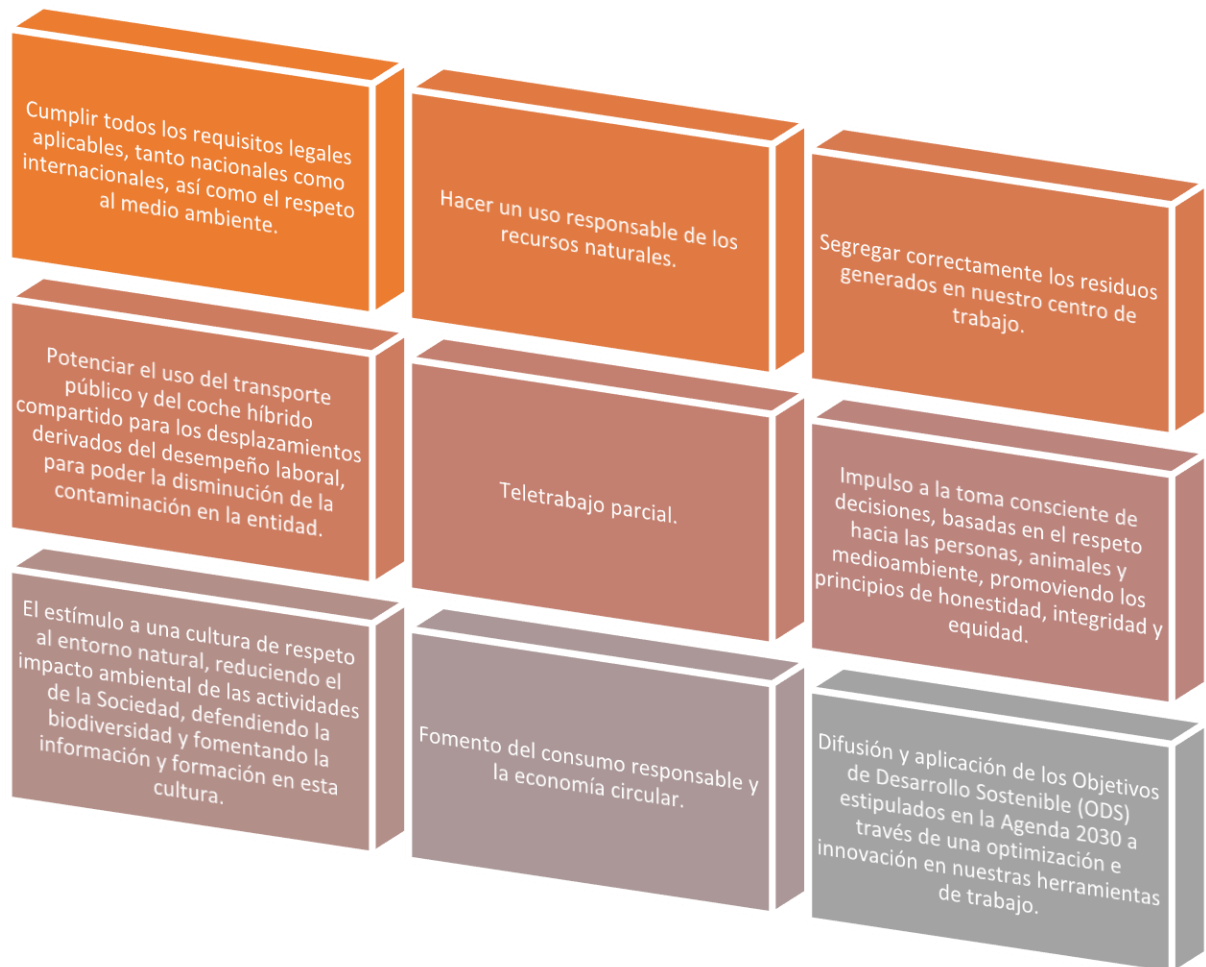 Cumplir todos los requisitos legales
aplicables, tanto nacionales como
internacionales, así como el respeto
al medio ambiente.
Hacer un uso responsable de los
recursos naturales.
Segregar correctamente los residuos
generados en nuestro centro de
trabajo.
Potenciar el uso del transporte
público y del coche híbrido
compartido para los desplazamientos
derivados del desempeño laboral,
para poder la disminución de la
contaminación en la entidad.
Teletrabajo parcial.
Impulso a la toma consciente de
decisiones, basadas en el respeto
hacia las personas, animales y
medioambiente, promoviendo los
principios de honestidad, integridad y
equidad.
El estímulo a una cultura de respeto
al entorno natural, reduciendo el
impacto ambiental de las actividades
de la Sociedad, defendiendo la
biodiversidad y fomentando la
información y formación en esta
cultura.
Fomento del consumo responsable y
la economía circular.
Difusión y aplicación de los Objetivos
de Desarrollo Sostenible (ODS)
estipulados en la Agenda 2030 a
través de una optimización e
innovación en nuestras herramientas
de trabajo.